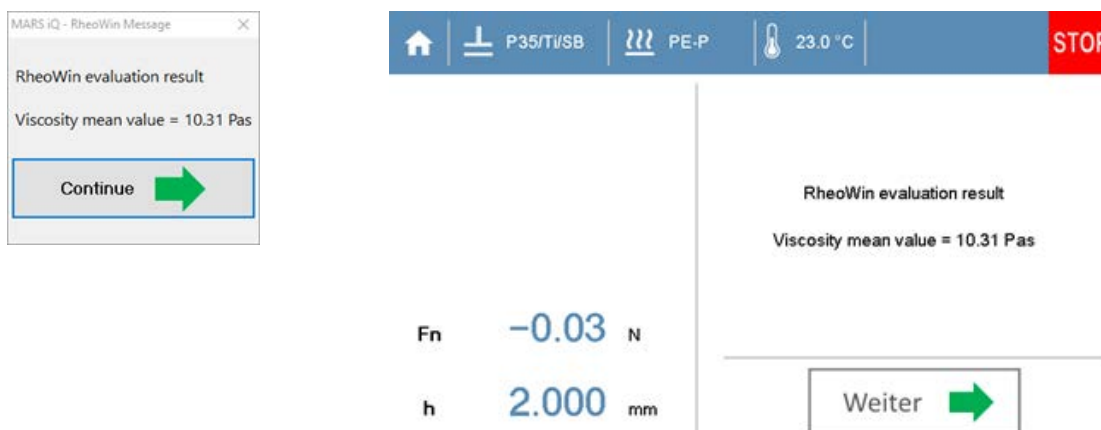 MARS iQ - RheoWin Message
RheoWin evaluation result
Viscosity mean value = 10.31 Pas
Continue
P35/Ti/SB PE-P 23.0 °C
RheoWin evaluation result
Viscosity mean value = 10.31 Pas
Fn -0.03 N
h 2.000 mm
Weiter